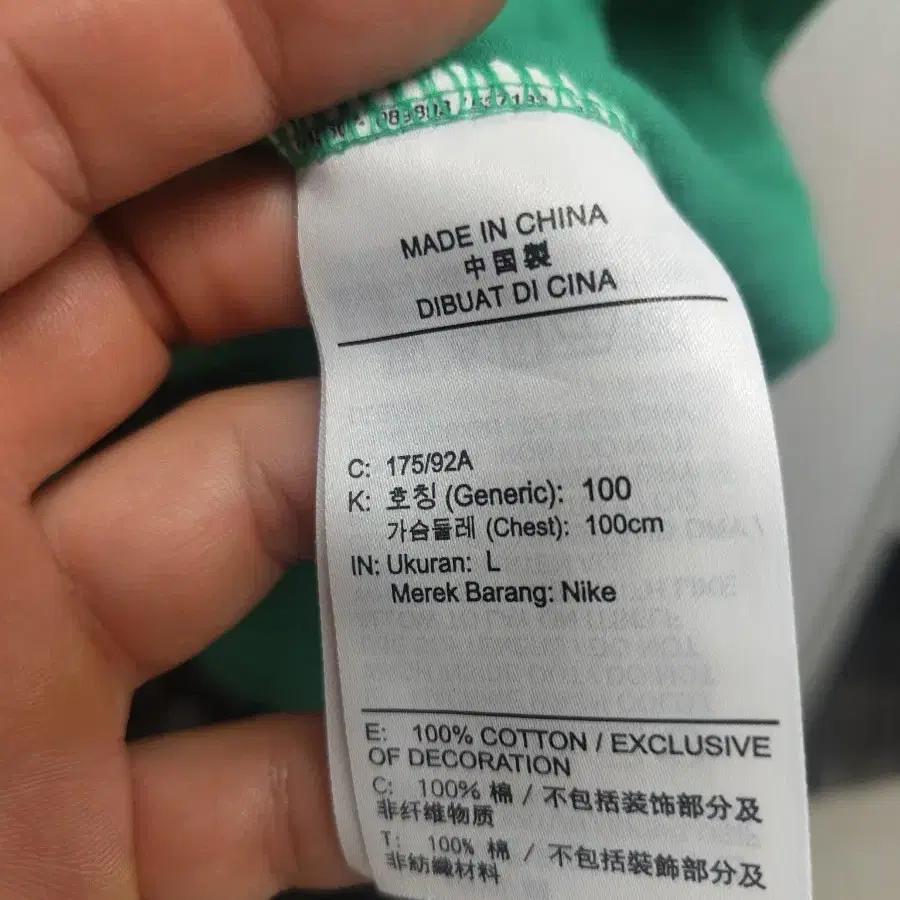 MADE IN CHINA
中国製
DIBUAT DI CINA
C: 175/92A
K: 호칭 (Generic): 100
가슴둘레 (Chest): 100cm
IN: Ukuran: L
Merek Barang: Nike
E: 100% COTTON / EXCLUSIVE
OF DECORATION
C: 100% 棉 / 不包括装饰部分及
非纤维物质
T: 100% 棉 / 不包括裝飾部分及
非紡織材料